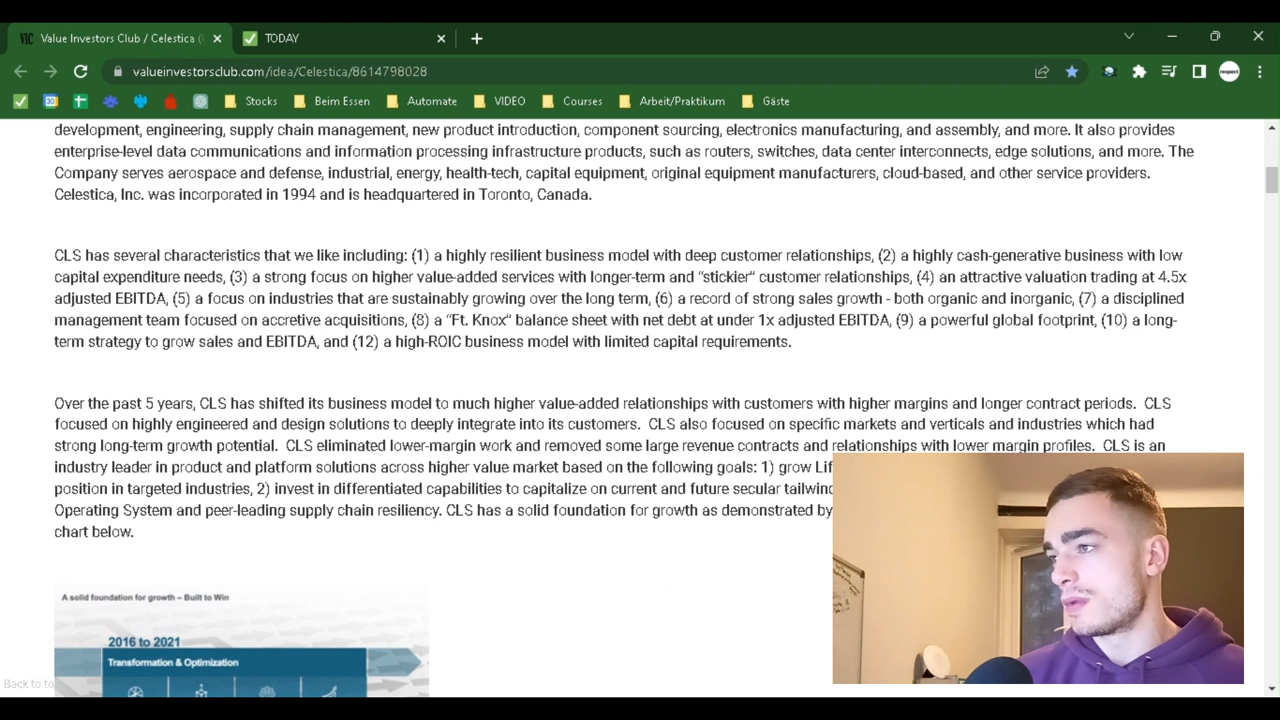 Value Investors Club / Celestica (
TODAY
valueinvestorsclub.com/idea/Celestica/8614798028
Stocks
Beim Essen
Automate
VIDEO
Courses
Arbeit/Praktikum
Gäste
development, engineering, supply chain management, new product introduction, component sourcing, electronics manufacturing, and assembly, and more. It also provides
enterprise-level data communications and information processing infrastructure products, such as routers, switches, data center interconnects, edge solutions, and more. The
Company serves aerospace and defense, industrial, energy, health-tech, capital equipment, original equipment manufacturers, cloud-based, and other service providers.
Celestica, Inc. was incorporated in 1994 and is headquartered in Toronto, Canada.
CLS has several characteristics that we like including: (1) a highly resilient business model with deep customer relationships, (2) a highly cash-generative business with low
capital expenditure needs, (3) a strong focus on higher value-added services with longer-term and “stickier” customer relationships, (4) an attractive valuation trading at 4.5x
adjusted EBITDA, (5) a focus on industries that are sustainably growing over the long term, (6) a record of strong sales growth - both organic and inorganic, (7) a disciplined
management team focused on accretive acquisitions, (8) a “Ft. Knox” balance sheet with net debt at under 1x adjusted EBITDA, (9) a powerful global footprint, (10) a long-
term strategy to grow sales and EBITDA, and (12) a high-ROIC business model with limited capital requirements.
Over the past 5 years, CLS has shifted its business model to much higher value-added relationships with customers with higher margins and longer contract periods.  CLS
focused on highly engineered and design solutions to deeply integrate into its customers.  CLS also focused on specific markets and verticals and industries which had
strong long-term growth potential.  CLS eliminated lower-margin work and removed some large revenue contracts and relationships with lower margin profiles.  CLS is an
industry leader in product and platform solutions across higher value market based on the following goals: 1) grow Lif
position in targeted industries, 2) invest in differentiated capabilities to capitalize on current and future secular tailwin
Operating System and peer-leading supply chain resiliency. CLS has a solid foundation for growth as demonstrated by
chart below.
A solid foundation for growth – Built to Win
2016 to 2021
Transformation & Optimization
Back to to